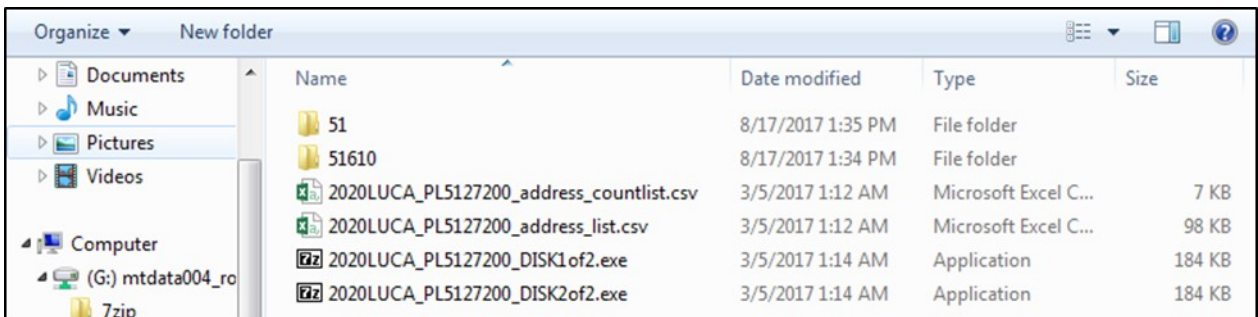 Organize New folder
Documents
Music
Pictures
Videos
Computer
(G:) mtdata004_ro
7zip
Name Date modified Type Size
51 8/17/2017 1:35 PM File folder
51610 8/17/2017 1:34 PM File folder
2020LUCA_PL5127200_address_countlist.csv 3/5/2017 1:12 AM Microsoft Excel C... 7 KB
2020LUCA_PL5127200_address_list.csv 3/5/2017 1:12 AM Microsoft Excel C... 98 KB
7z 2020LUCA_PL5127200_DISK1of2.exe 3/5/2017 1:14 AM Application 184 KB
7z 2020LUCA_PL5127200_DISK2of2.exe 3/5/2017 1:14 AM Application 184 KB